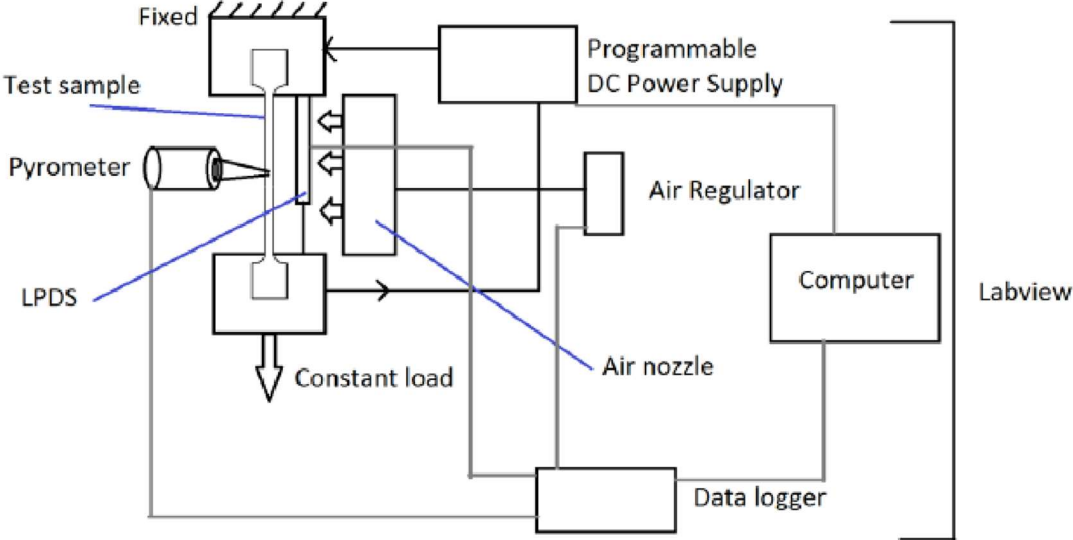 Fixed
Programmable
DC Power Supply
Test sample
Pyrometer
Air Regulator
LPDS
Computer
Labview
Air nozzle
Constant load
Data logger